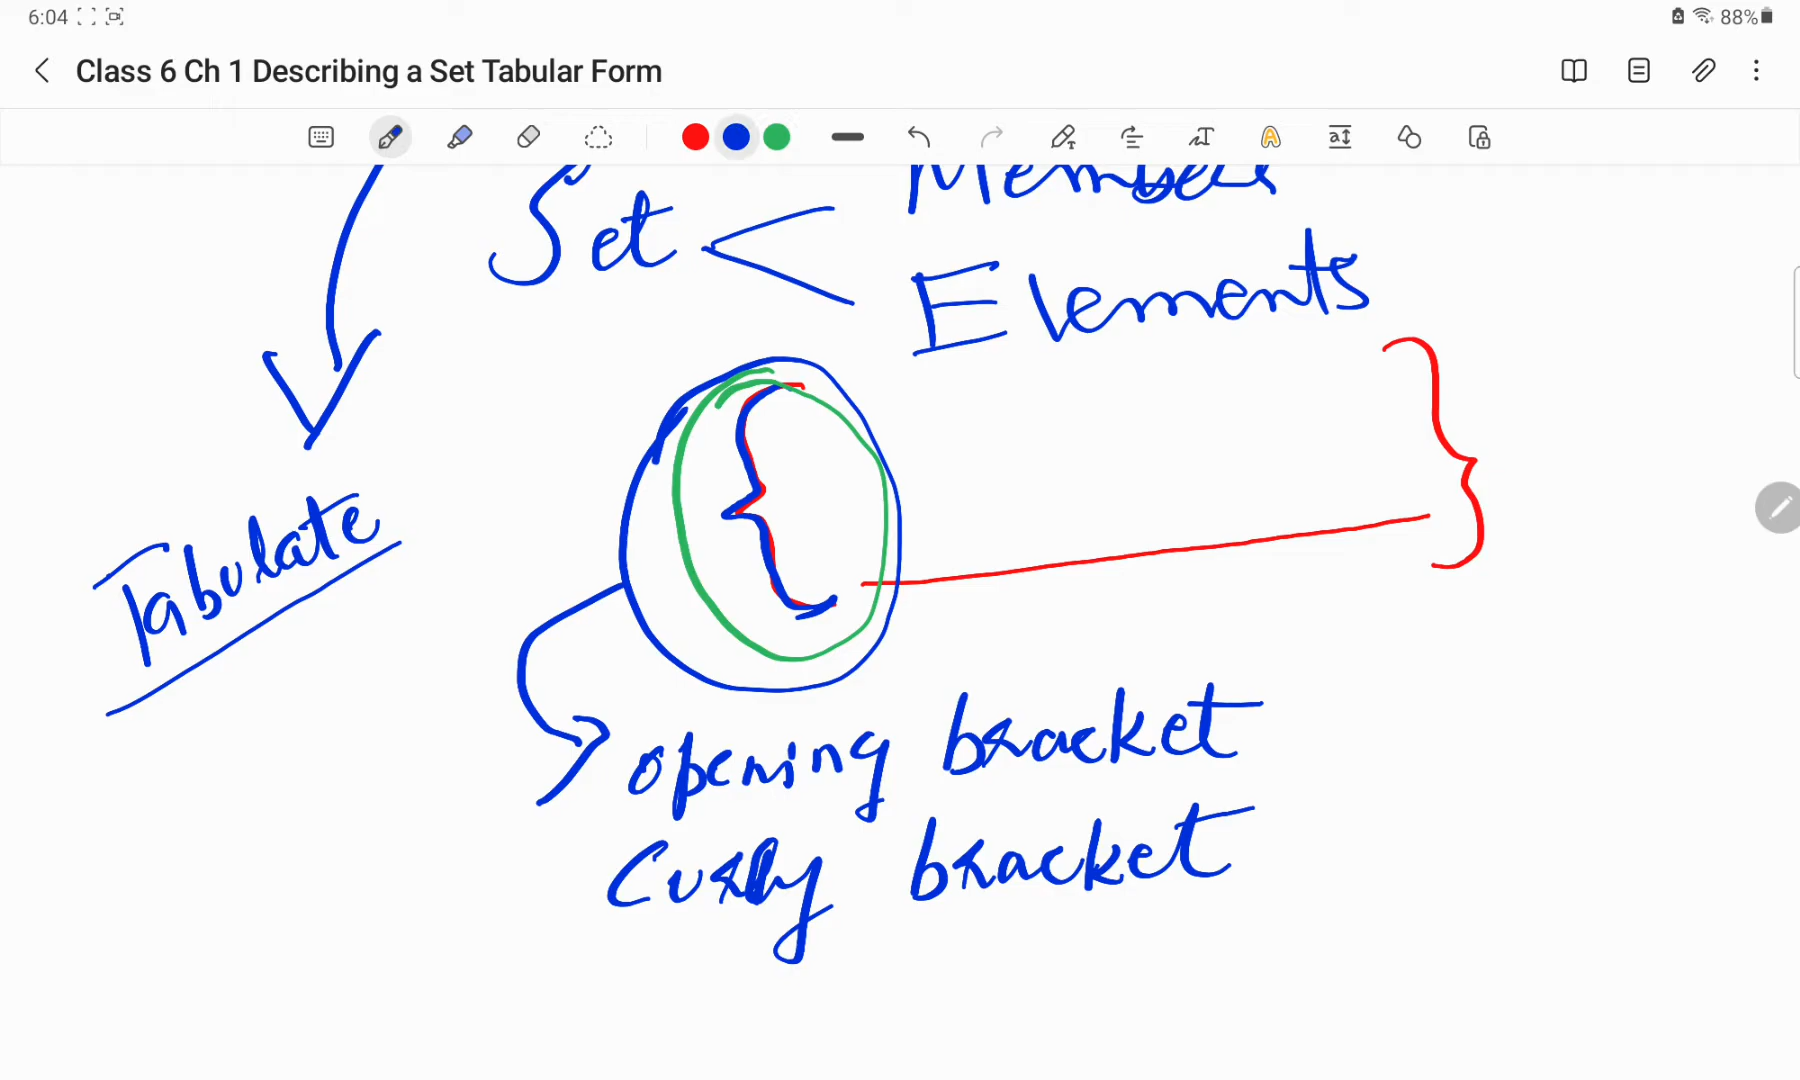 6:04
88%
Class 6 Ch 1 Describing a Set Tabular Form
Set
Elements
Tabulate
opening bracket
Curly bracket